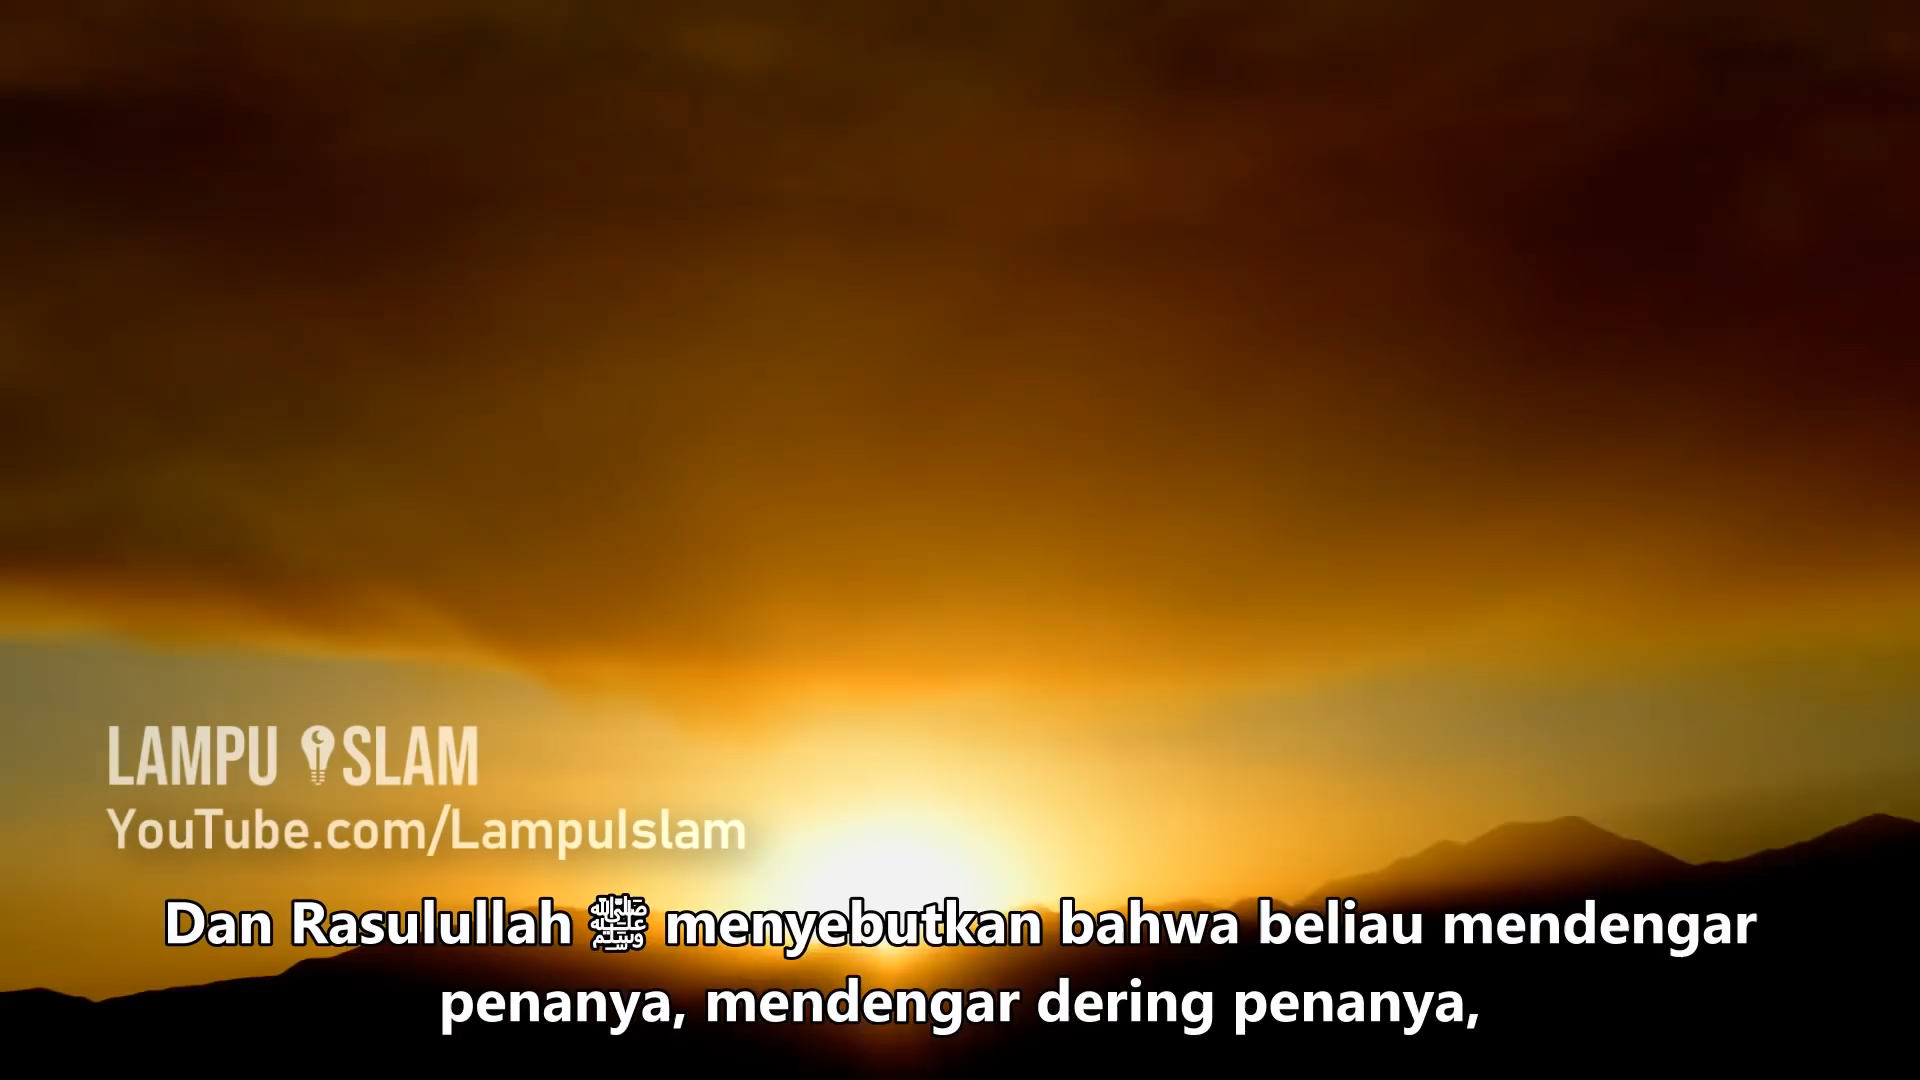 LAMPU ISLAM
YouTube.com/LampuIslam
Dan Rasulullah ﷺ menyebutkan bahwa beliau mendengar
penanya, mendengar dering penanya,